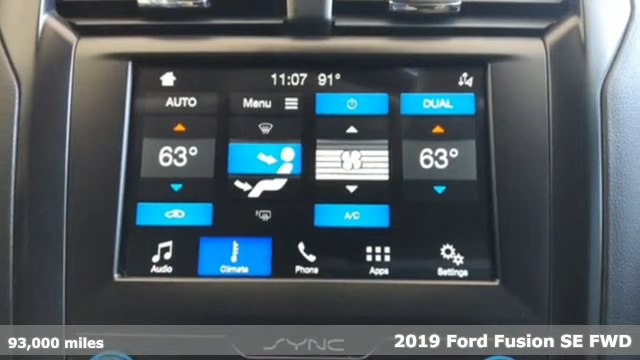 11:07 91°
AUTO Menu DUAL
63° 63°
A/C
Audio Climate Phone Apps Settings
SYNC
93,000 miles 2019 Ford Fusion SE FWD